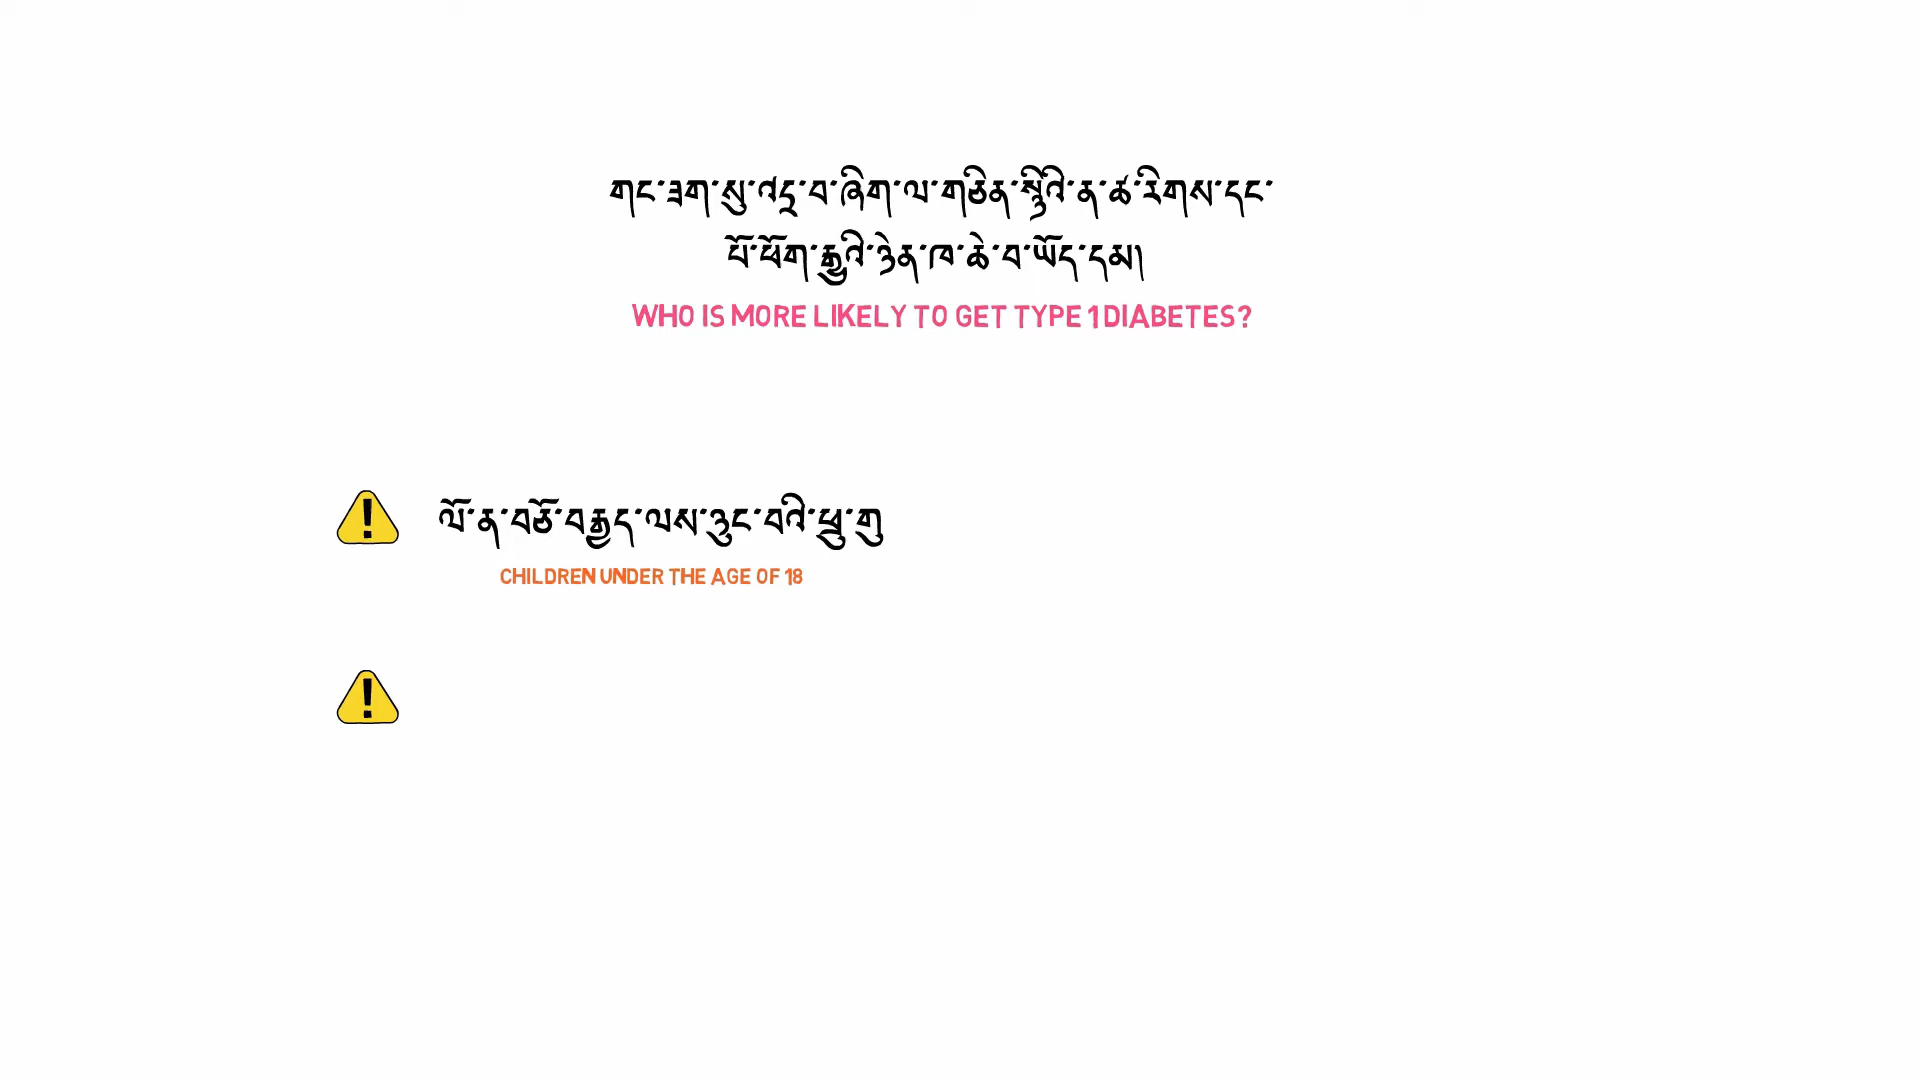 གང་ཟག་སུ་འདྲ་བ་ཞིག་ལ་གཅིན་སྙིའི་ན་ཚ་རིགས་དང་
པོ་ཕོག་རྒྱུའི་ཉེན་ཁ་ཆེ་བ་ཡོད་དམ།
WHO IS MORE LIKELY TO GET TYPE 1 DIABETES?
ལོ་ན་བཅོ་བརྒྱད་ལས་ཉུང་བའི་ཕྲུ་གུ
CHILDREN UNDER THE AGE OF 18